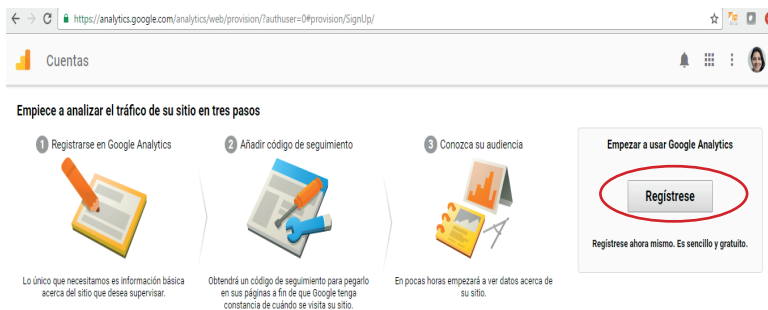 https://analytics.google.com/analytics/web/provision/?authuser=0#provision/SignUp/
Cuentas
Empiece a analizar el tráfico de su sitio en tres pasos
1 Registrarse en Google Analytics
Lo único que necesitamos es información básica
acerca del sitio que desea supervisar.
2 Añadir código de seguimiento
Obtendrá un código de seguimiento para pegarlo
en sus páginas a fin de que Google tenga
constancia de cuándo se visita su sitio.
3 Conozca su audiencia
En pocas horas empezará a ver datos acerca de
su sitio.
Empezar a usar Google Analytics
Regístrese
Regístrese ahora mismo. Es sencillo y gratuito.